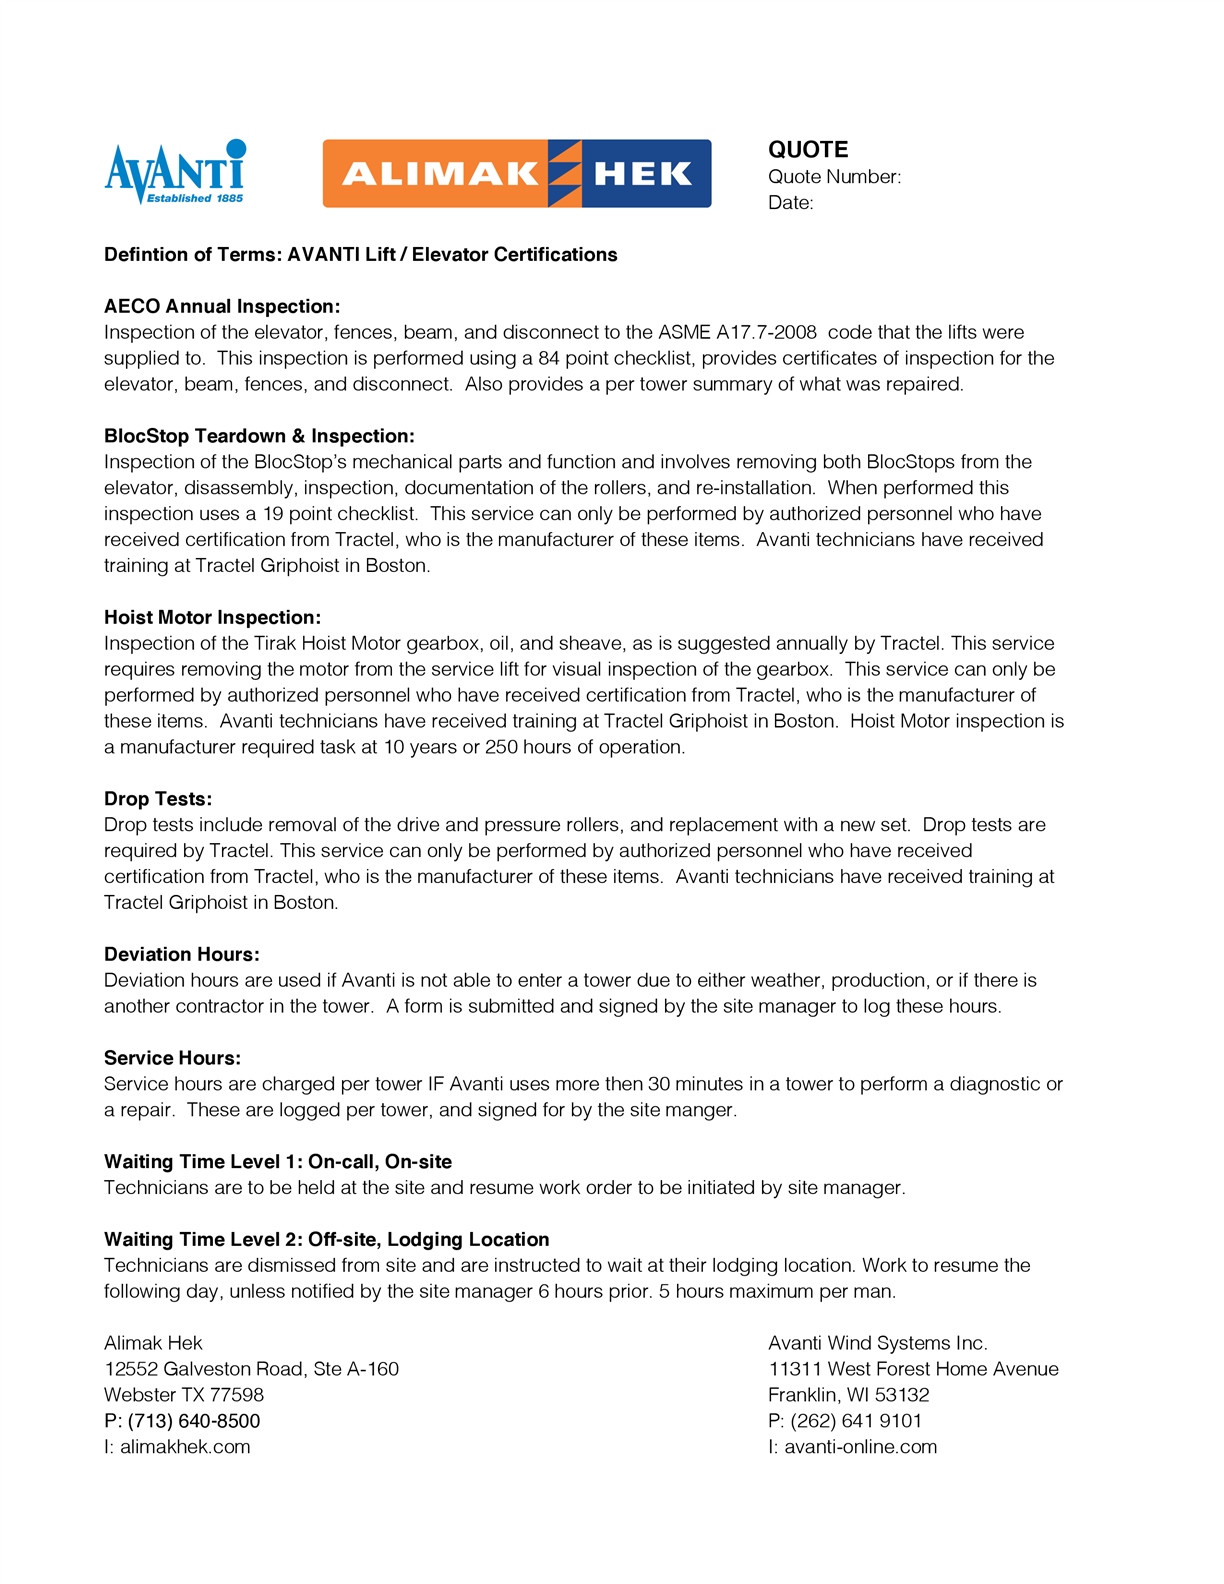 AVANTI
Established 1885
ALIMAK HEK
QUOTE
Quote Number:
Date:
Defintion of Terms: AVANTI Lift / Elevator Certifications
AECO Annual Inspection:
Inspection of the elevator, fences, beam, and disconnect to the ASME A17.7-2008  code that the lifts were
supplied to.  This inspection is performed using a 84 point checklist, provides certificates of inspection for the
elevator, beam, fences, and disconnect.  Also provides a per tower summary of what was repaired.
BlocStop Teardown & Inspection:
Inspection of the BlocStop’s mechanical parts and function and involves removing both BlocStops from the
elevator, disassembly, inspection, documentation of the rollers, and re-installation.  When performed this
inspection uses a 19 point checklist.  This service can only be performed by authorized personnel who have
received certification from Tractel, who is the manufacturer of these items.  Avanti technicians have received
training at Tractel Griphoist in Boston.
Hoist Motor Inspection:
Inspection of the Tirak Hoist Motor gearbox, oil, and sheave, as is suggested annually by Tractel. This service
requires removing the motor from the service lift for visual inspection of the gearbox.  This service can only be
performed by authorized personnel who have received certification from Tractel, who is the manufacturer of
these items.  Avanti technicians have received training at Tractel Griphoist in Boston.  Hoist Motor inspection is
a manufacturer required task at 10 years or 250 hours of operation.
Drop Tests:
Drop tests include removal of the drive and pressure rollers, and replacement with a new set.  Drop tests are
required by Tractel. This service can only be performed by authorized personnel who have received
certification from Tractel, who is the manufacturer of these items.  Avanti technicians have received training at
Tractel Griphoist in Boston.
Deviation Hours:
Deviation hours are used if Avanti is not able to enter a tower due to either weather, production, or if there is
another contractor in the tower.  A form is submitted and signed by the site manager to log these hours.
Service Hours:
Service hours are charged per tower IF Avanti uses more then 30 minutes in a tower to perform a diagnostic or
a repair.  These are logged per tower, and signed for by the site manger.
Waiting Time Level 1: On-call, On-site
Technicians are to be held at the site and resume work order to be initiated by site manager.
Waiting Time Level 2: Off-site, Lodging Location
Technicians are dismissed from site and are instructed to wait at their lodging location. Work to resume the
following day, unless notified by the site manager 6 hours prior. 5 hours maximum per man.
Alimak Hek
12552 Galveston Road, Ste A-160
Webster TX 77598
P: (713) 640-8500
I: alimakhek.com
Avanti Wind Systems Inc.
11311 West Forest Home Avenue
Franklin, WI 53132
P: (262) 641 9101
I: avanti-online.com